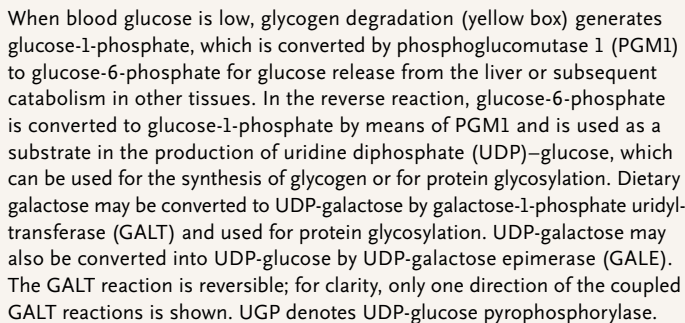 When blood glucose is low, glycogen degradation (yellow box) generates
glucose-1-phosphate, which is converted by phosphoglucomutase 1 (PGM1)
to glucose-6-phosphate for glucose release from the liver or subsequent
catabolism in other tissues. In the reverse reaction, glucose-6-phosphate
is converted to glucose-1-phosphate by means of PGM1 and is used as a
substrate in the production of uridine diphosphate (UDP)–glucose, which
can be used for the synthesis of glycogen or for protein glycosylation. Dietary
galactose may be converted to UDP-galactose by galactose-1-phosphate uridyl-
transferase (GALT) and used for protein glycosylation. UDP-galactose may
also be converted into UDP-glucose by UDP-galactose epimerase (GALE).
The GALT reaction is reversible; for clarity, only one direction of the coupled
GALT reactions is shown. UGP denotes UDP-glucose pyrophosphorylase.